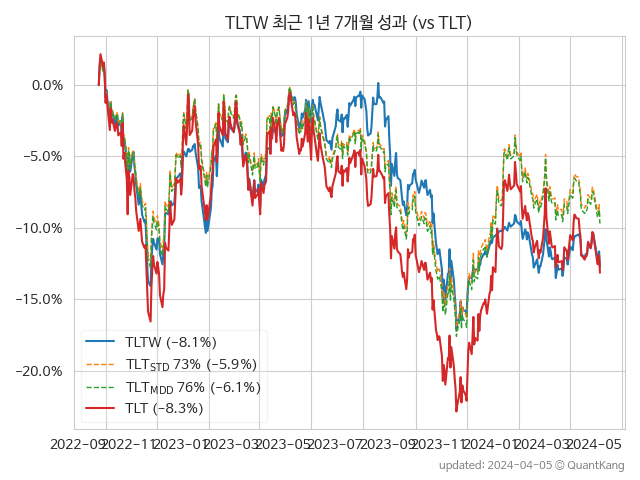 TLTW 최근 1년 7개월 성과 (vs TLT)
0.0%
−5.0%
−10.0%
−15.0%
−20.0%
TLTW (−8.1%)
TLT_STD 73% (−5.9%)
TLT_MDD 76% (−6.1%)
TLT (−8.3%)
2022-09 2022-11 2023-01 2023-03 2023-05 2023-07 2023-09 2023-11 2024-01 2024-03 2024-05
updated: 2024-04-05 © QuantKang